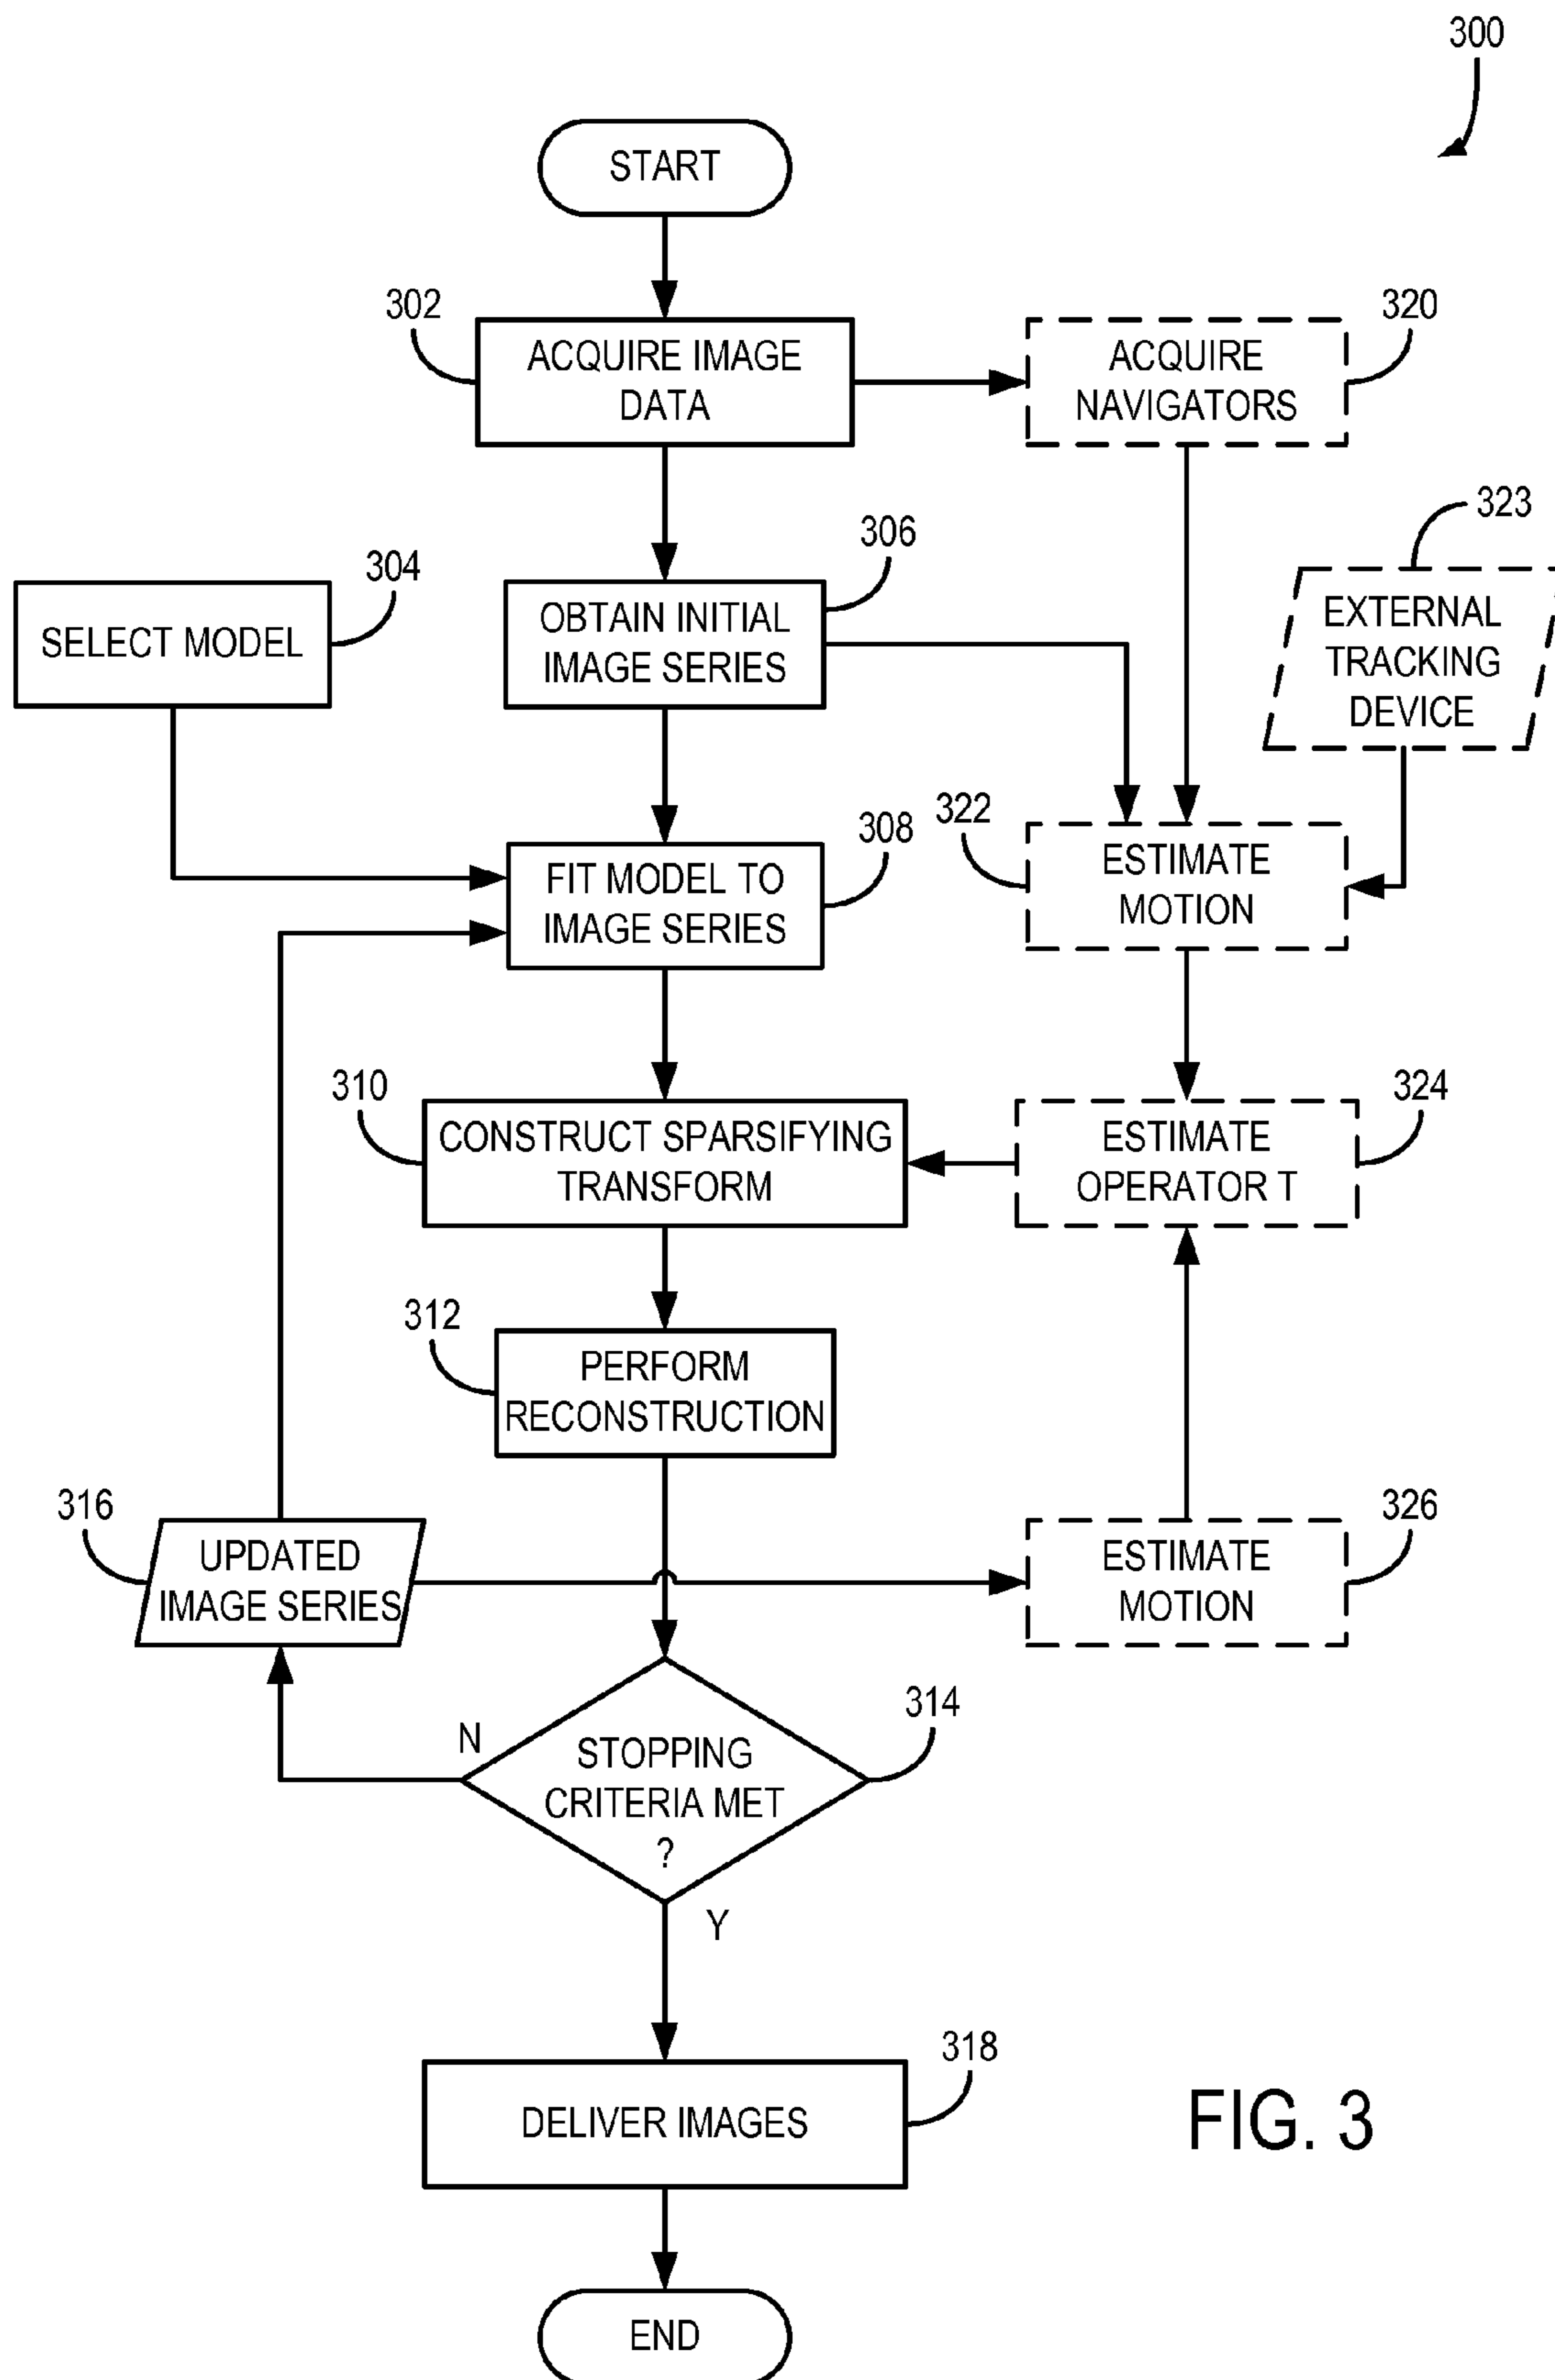 300
START
302
ACQUIRE IMAGE
DATA
320
ACQUIRE
NAVIGATORS
323
EXTERNAL
TRACKING
DEVICE
304
SELECT MODEL
306
OBTAIN INITIAL
IMAGE SERIES
308
FIT MODEL TO
IMAGE SERIES
322
ESTIMATE
MOTION
310
CONSTRUCT SPARSIFYING
TRANSFORM
324
ESTIMATE
OPERATOR T
312
PERFORM
RECONSTRUCTION
316
UPDATED
IMAGE SERIES
326
ESTIMATE
MOTION
314
N
STOPPING
CRITERIA MET
?
Y
318
DELIVER IMAGES
FIG. 3
END